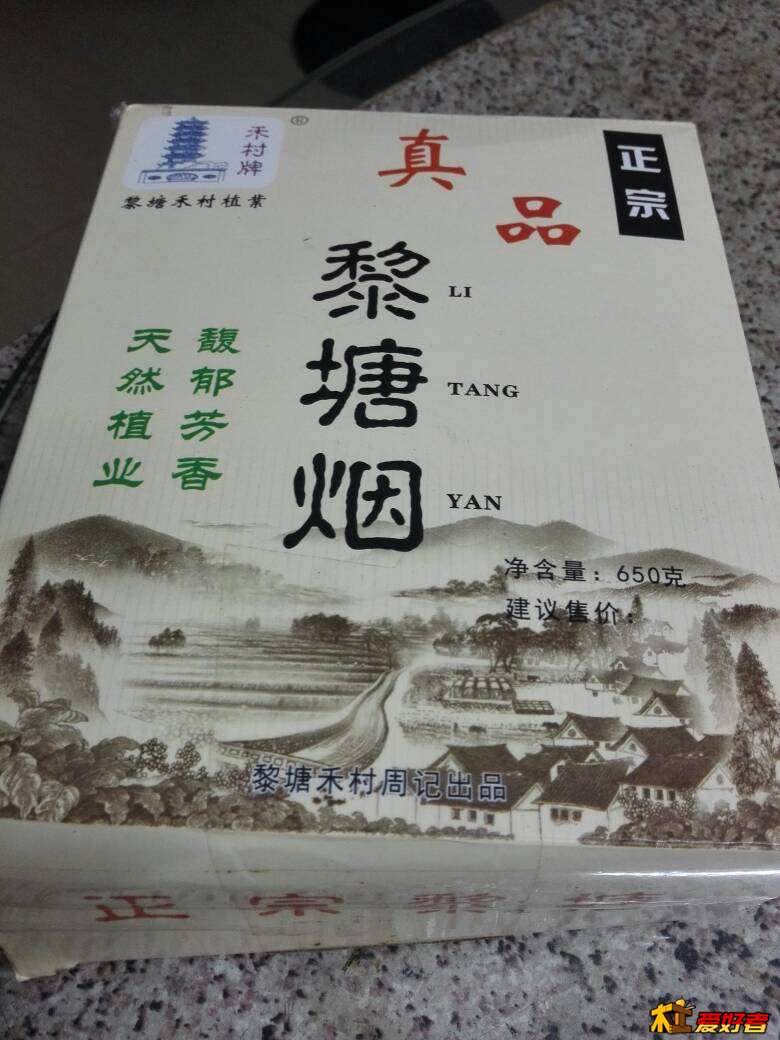 禾村牌
®
黎塘禾村植業
真品
正宗
黎塘烟
LI
TANG
YAN
馥郁芳香
天然植业
净含量：650克
建议售价：
黎塘禾村周记出品
正宗黎塘
杠爱好者